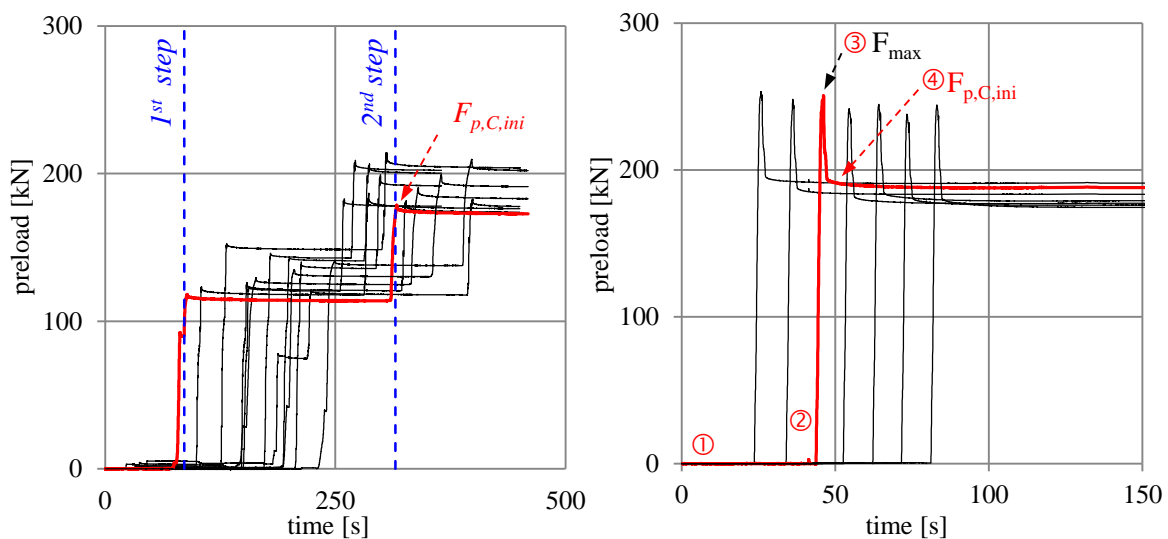 300
200
100
0
preload [kN]
1st step
2nd step
Fp,C,ini
0
250
500
time [s]
300
200
100
0
preload [kN]
③ Fmax
④ Fp,C,ini
①
②
0
50
100
150
time [s]